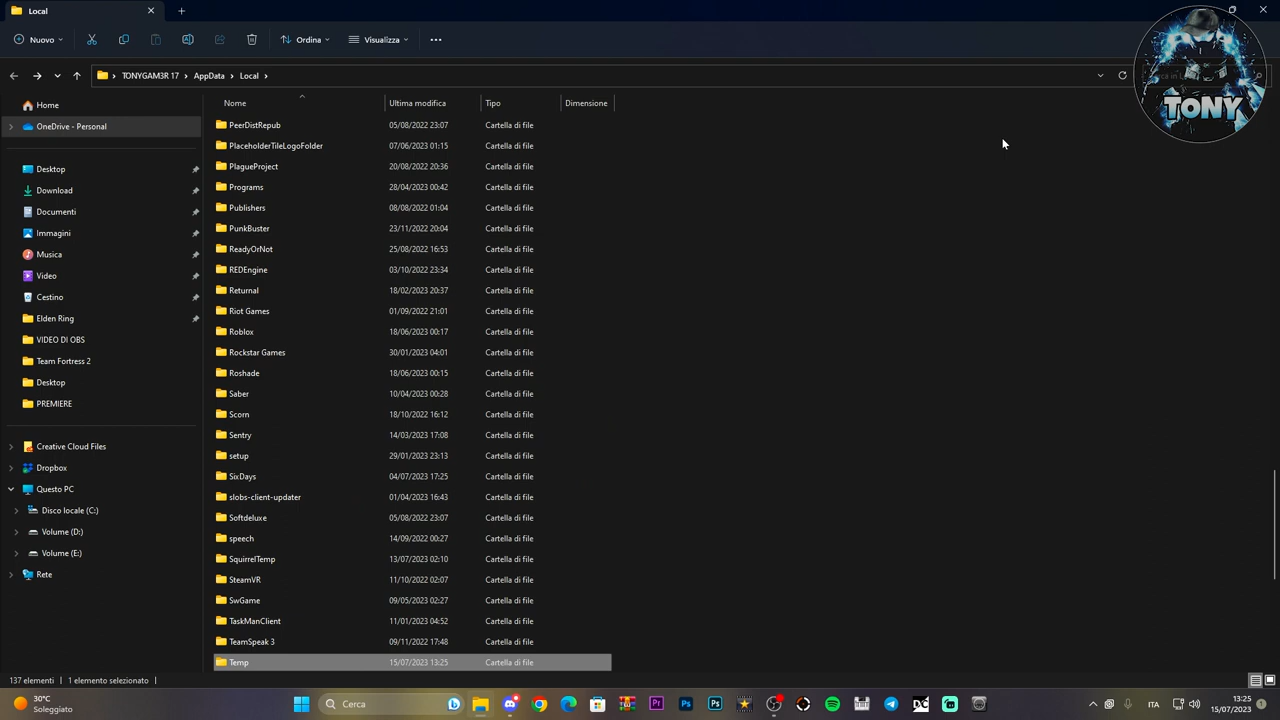 Local
Nuovo
Ordina
Visualizza
TONYGAM3R 17 > AppData > Local >
TONY
Nome
Ultima modifica
Tipo
Dimensione
Home
OneDrive - Personal
Desktop
Download
Documenti
Immagini
Musica
Video
Cestino
Elden Ring
VIDEO DI OBS
Team Fortress 2
Desktop
PREMIERE
Creative Cloud Files
Dropbox
Questo PC
Disco locale (C:)
Volume (D:)
Volume (E:)
Rete
PeerDistRepub 05/08/2022 23:07 Cartella di file
PlaceholderTileLogoFolder 07/06/2023 01:15 Cartella di file
PlagueProject 20/08/2022 20:36 Cartella di file
Programs 28/04/2023 00:42 Cartella di file
Publishers 08/08/2022 01:04 Cartella di file
PunkBuster 23/11/2022 20:04 Cartella di file
ReadyOrNot 25/08/2022 16:53 Cartella di file
REDEngine 03/10/2022 23:34 Cartella di file
Returnal 18/02/2023 20:37 Cartella di file
Riot Games 01/09/2022 21:01 Cartella di file
Roblox 18/06/2023 00:17 Cartella di file
Rockstar Games 30/01/2023 04:01 Cartella di file
Roshade 18/06/2023 00:15 Cartella di file
Saber 10/04/2023 00:28 Cartella di file
Scorn 18/10/2022 16:12 Cartella di file
Sentry 14/03/2023 17:08 Cartella di file
setup 29/01/2023 23:13 Cartella di file
SixDays 04/07/2023 17:25 Cartella di file
slobs-client-updater 01/04/2023 16:43 Cartella di file
Softdeluxe 05/08/2022 23:07 Cartella di file
speech 14/09/2022 00:27 Cartella di file
SquirrelTemp 13/07/2023 02:10 Cartella di file
SteamVR 11/10/2022 02:07 Cartella di file
SwGame 09/05/2023 02:27 Cartella di file
TaskManClient 11/01/2023 04:52 Cartella di file
TeamSpeak 3 09/11/2022 17:48 Cartella di file
Temp 15/07/2023 13:25 Cartella di file
137 elementi 1 elemento selezionato
30°C
Soleggiato
Cerca
ITA
13:25
15/07/2023